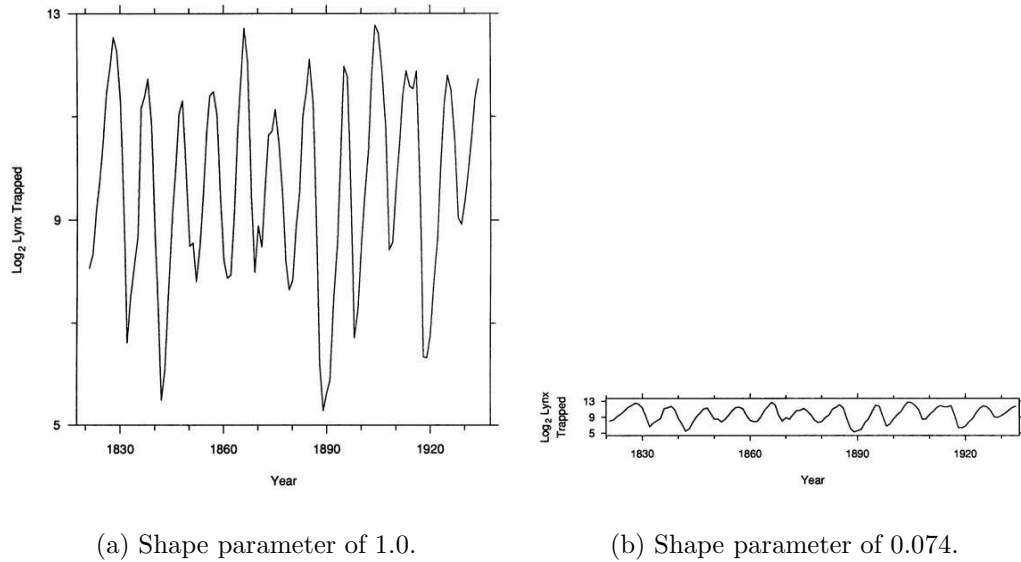 13
9
5
Log2 Lynx Trapped
1830 1860 1890 1920
Year
13
9
5
Log2 Lynx
Trapped
1830 1860 1890 1920
Year
(a) Shape parameter of 1.0.
(b) Shape parameter of 0.074.